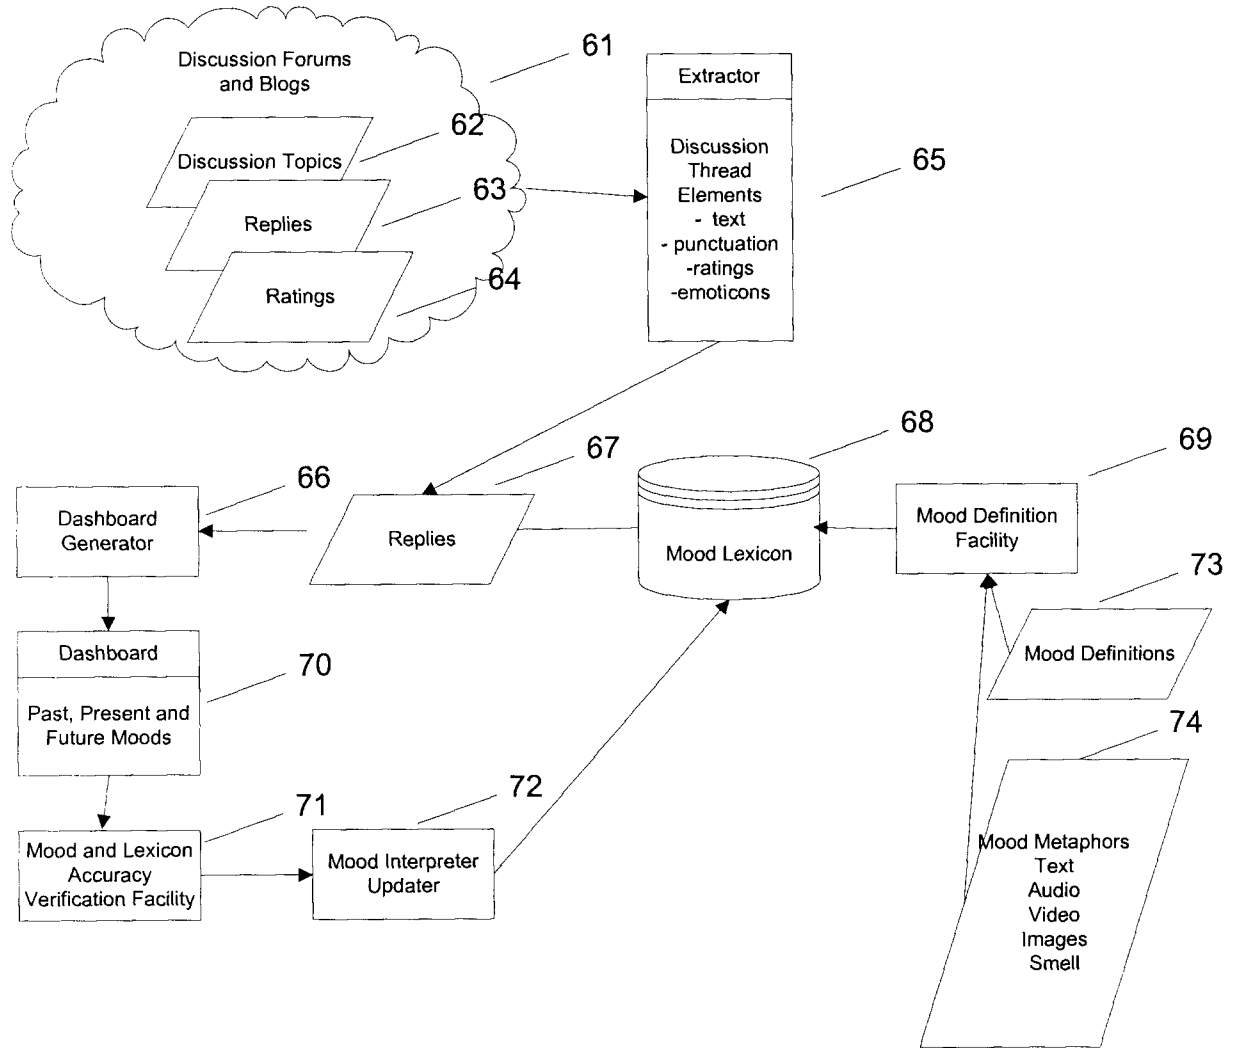 Discussion Forums
and Blogs
61
62
Discussion Topics
63
Replies
64
Ratings
Extractor
Discussion
Thread
Elements
- text
- punctuation
-ratings
-emoticons
65
66
Dashboard
Generator
67
Replies
68
Mood Lexicon
69
Mood Definition
Facility
73
Mood Definitions
Dashboard
Past, Present and
Future Moods
70
74
Mood Metaphors
Text
Audio
Video
Images
Smell
71
Mood and Lexicon
Accuracy
Verification Facility
72
Mood Interpreter
Updater